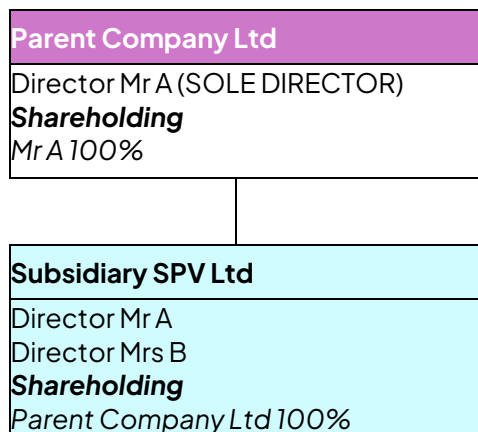 Parent Company Ltd
Director Mr A (SOLE DIRECTOR)
Shareholding
Mr A 100%
Subsidiary SPV Ltd
Director Mr A
Director Mrs B
Shareholding
Parent Company Ltd 100%